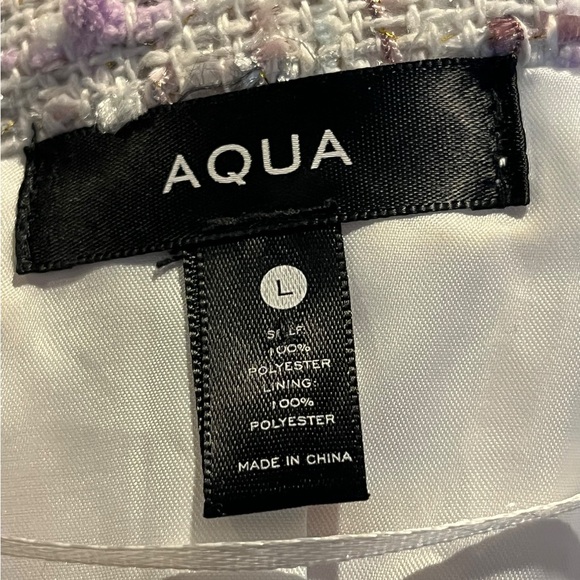 AQUA
L
SELF:
100%
POLYESTER
LINING:
100%
POLYESTER
MADE IN CHINA